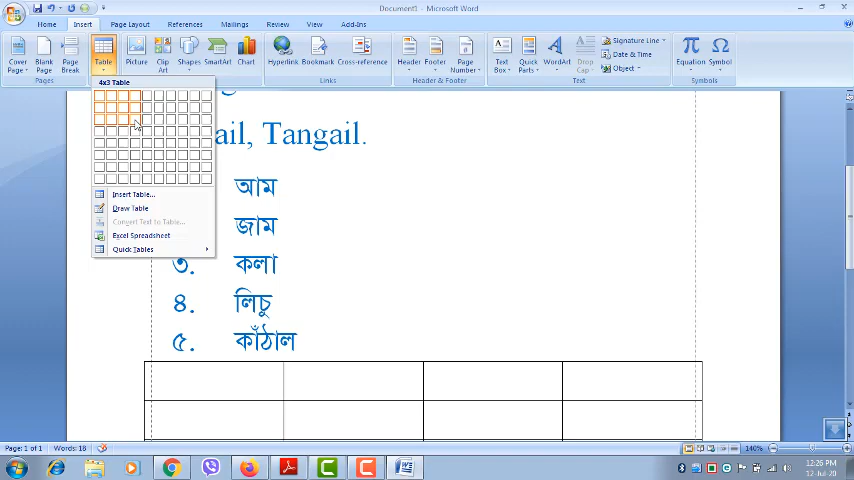 Document1 - Microsoft Word
Home Insert Page Layout References Mailings Review View Add-Ins
Cover Page Blank Page Page Break Table Picture Clip Art Shapes SmartArt Chart Hyperlink Bookmark Cross-reference Header Footer Page Number Text Box Quick Parts WordArt Drop Cap Signature Line Date & Time Object Equation Symbol
Pages Links Header & Footer Symbols
4x3 Table
Insert Table...
Draw Table
Convert Text to Table...
Excel Spreadsheet
Quick Tables
ail, Tangail.
আম
জাম
৩. কলা
৪. লিচু
৫. কাঁঠাল
Page: 1 of 1 Words: 18 140%
12:26 PM
12-Jul-20